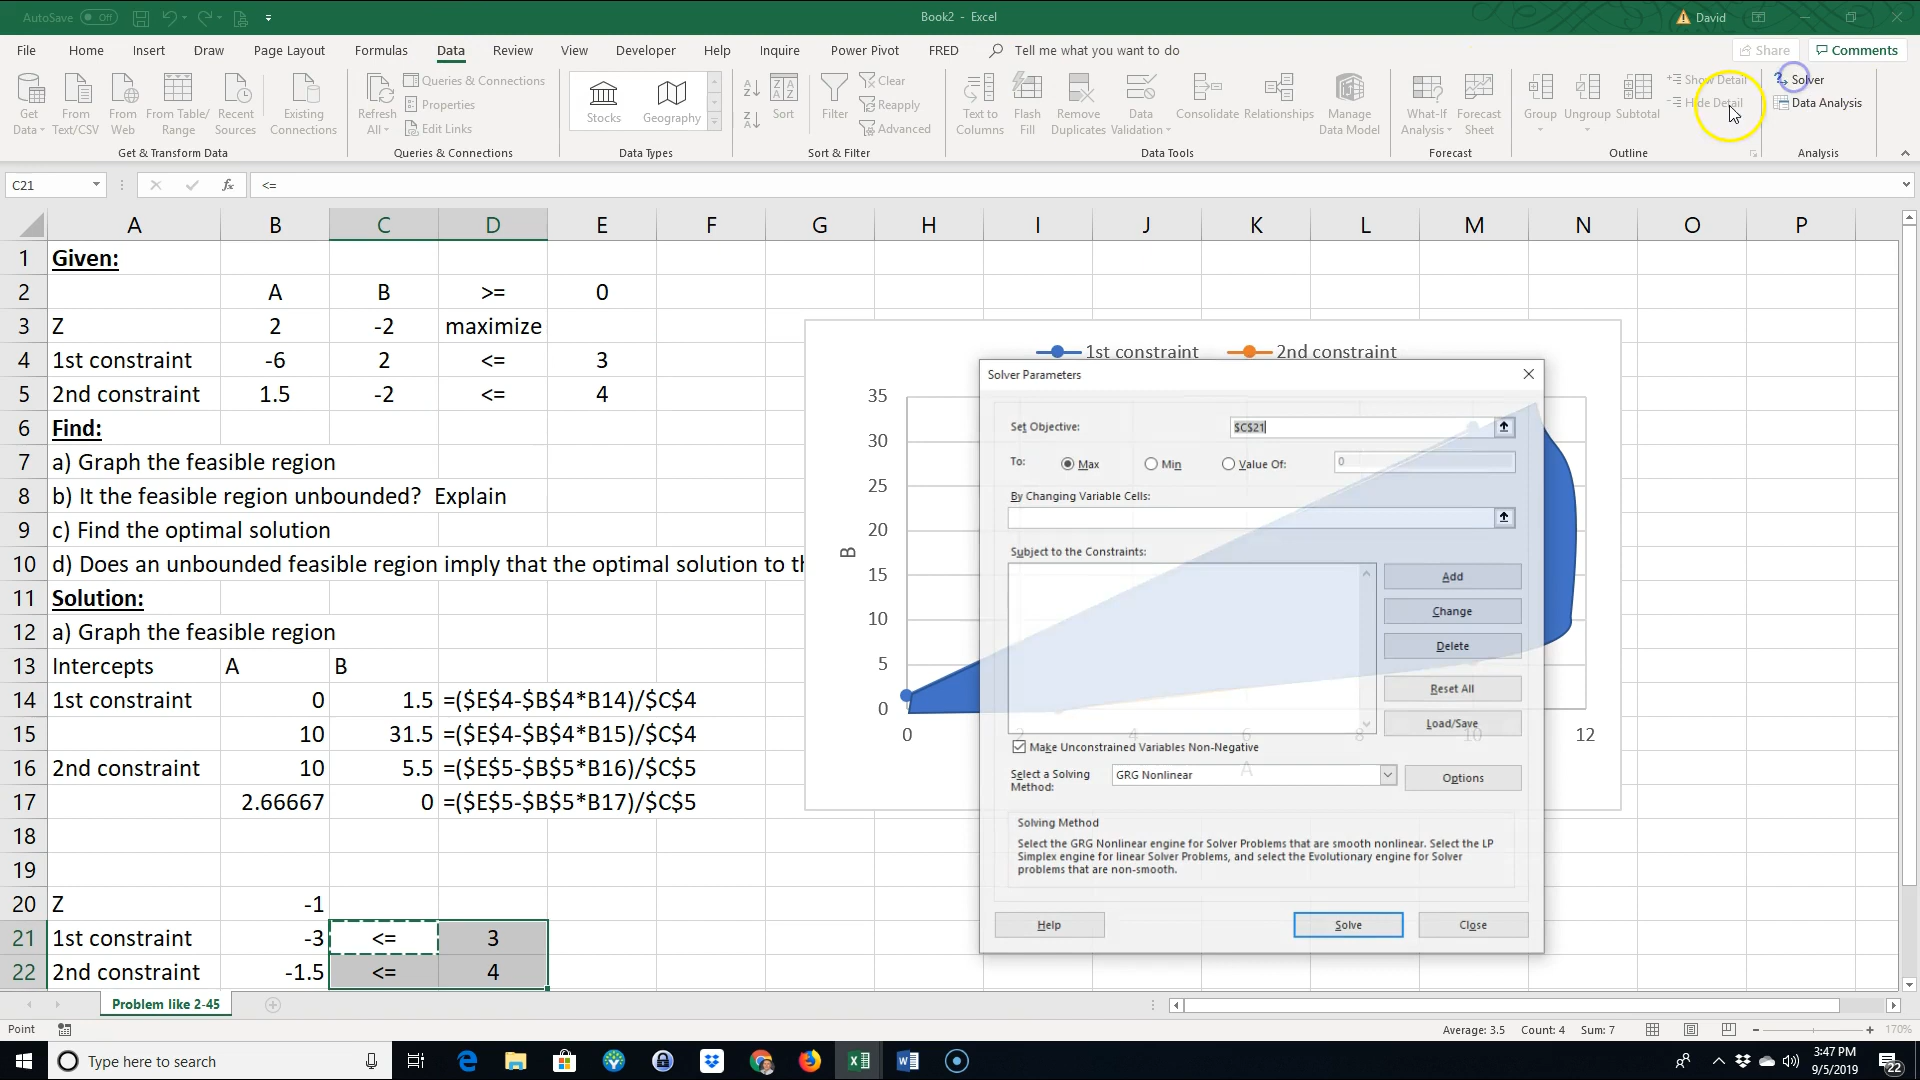 AutoSave Off
Book2 - Excel
David
File Home Insert Draw Page Layout Formulas Data Review View Developer Help Inquire Power Pivot FRED Tell me what you want to do Share Comments
Get Data From Text/CSV From Web From Table/ Range Recent Sources Existing Connections
Get & Transform Data
Refresh All Queries & Connections Properties Edit Links
Queries & Connections
Stocks Geography
Data Types
Sort Filter Clear Reapply Advanced
Sort & Filter
Text to Columns Flash Fill Remove Duplicates Data Validation Consolidate Relationships Manage Data Model
Data Tools
What-If Analysis Forecast Sheet
Forecast
Group Ungroup Subtotal Show Detail Hide Detail
Outline
Solver
Data Analysis
Analysis
C21 fx <=
A B C D E F G H I J K L M N O P
1 Given:
2 A B >= 0
3 Z 2 -2 maximize
4 1st constraint -6 2 <= 3
5 2nd constraint 1.5 -2 <= 4
6 Find:
7 a) Graph the feasible region
8 b) It the feasible region unbounded? Explain
9 c) Find the optimal solution
10 d) Does an unbounded feasible region imply that the optimal solution to th
11 Solution:
12 a) Graph the feasible region
13 Intercepts A B
14 1st constraint 0 1.5 =($E$4-$B$4*B14)/$C$4
15 10 31.5 =($E$4-$B$4*B15)/$C$4
16 2nd constraint 10 5.5 =($E$5-$B$5*B16)/$C$5
17 2.66667 0 =($E$5-$B$5*B17)/$C$5
18
19
20 Z -1
21 1st constraint -3 <= 3
22 2nd constraint -1.5 <= 4
1st constraint 2nd constraint
35
30
25
20
15
10
5
0
B
0 2 6 8 10 12
A
Solver Parameters
Set Objective: $C$21
To: Max Min Value Of: 0
By Changing Variable Cells:
Subject to the Constraints:
Add
Change
Delete
Reset All
Load/Save
Make Unconstrained Variables Non-Negative
Select a Solving Method: GRG Nonlinear Options
Solving Method
Select the GRG Nonlinear engine for Solver Problems that are smooth nonlinear. Select the LP
Simplex engine for linear Solver Problems, and select the Evolutionary engine for Solver
problems that are non-smooth.
Help Solve Close
Problem like 2-45
Point Average: 3.5 Count: 4 Sum: 7 170%
Type here to search
3:47 PM
9/5/2019
22